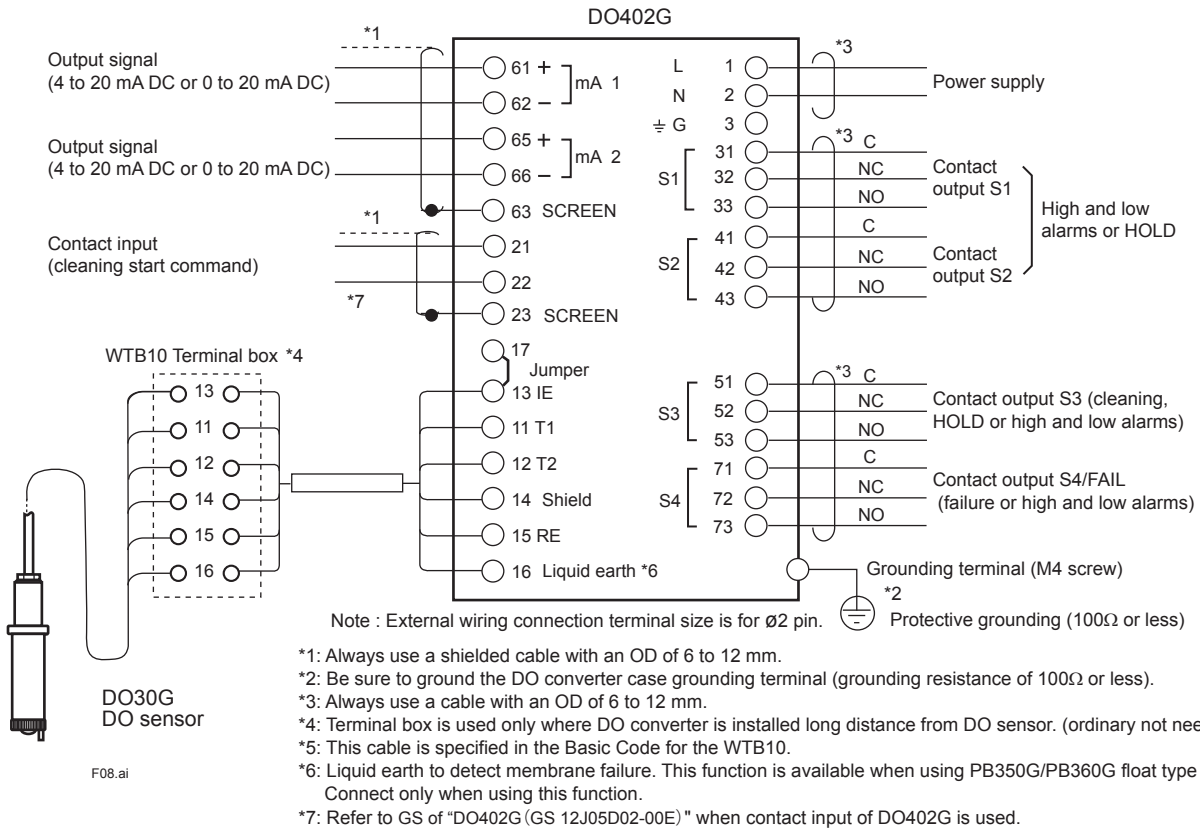 DO402G
*1
Output signal
(4 to 20 mA DC or 0 to 20 mA DC)
61 +
62 −
mA 1
Output signal
(4 to 20 mA DC or 0 to 20 mA DC)
65 +
66 −
mA 2
63 SCREEN
*1
Contact input
(cleaning start command)
21
22
*7
23 SCREEN
17
Jumper
13 IE
11 T1
12 T2
14 Shield
15 RE
16 Liquid earth *6
WTB10 Terminal box *4
13
11
12
14
15
16
DO30G
DO sensor
F08.ai
L 1
N 2
G 3
*3
Power supply
S1
31
32
33
*3 C
NC
NO
Contact
output S1
S2
41
42
43
C
NC
NO
Contact
output S2
High and low
alarms or HOLD
S3
51
52
53
*3 C
NC
NO
Contact output S3 (cleaning,
HOLD or high and low alarms)
S4
71
72
73
C
NC
NO
Contact output S4/FAIL
(failure or high and low alarms)
Grounding terminal (M4 screw)
*2
Protective grounding (100Ω or less)
Note : External wiring connection terminal size is for ø2 pin.
*1: Always use a shielded cable with an OD of 6 to 12 mm.
*2: Be sure to ground the DO converter case grounding terminal (grounding resistance of 100Ω or less).
*3: Always use a cable with an OD of 6 to 12 mm.
*4: Terminal box is used only where DO converter is installed long distance from DO sensor. (ordinary not nee
*5: This cable is specified in the Basic Code for the WTB10.
*6: Liquid earth to detect membrane failure. This function is available when using PB350G/PB360G float type
Connect only when using this function.
*7: Refer to GS of “DO402G (GS 12J05D02-00E)" when contact input of DO402G is used.